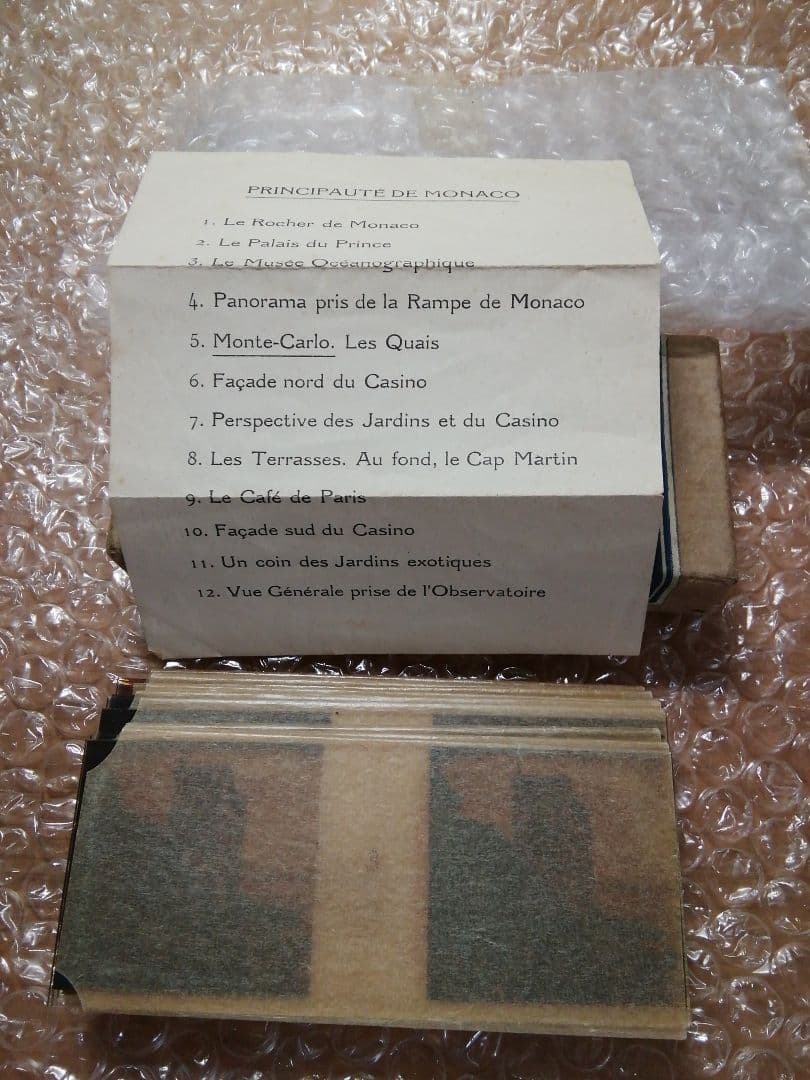 PRINCIPAUTÉ DE MONACO
1. Le Rocher de Monaco
2. Le Palais du Prince
3. Le Musée Océanographique
4. Panorama pris de la Rampe de Monaco
5. Monte-Carlo. Les Quais
6. Façade nord du Casino
7. Perspective des Jardins et du Casino
8. Les Terrasses. Au fond, le Cap Martin
9. Le Café de Paris
10. Façade sud du Casino
11. Un coin des Jardins exotiques
12. Vue Générale prise de l'Observatoire